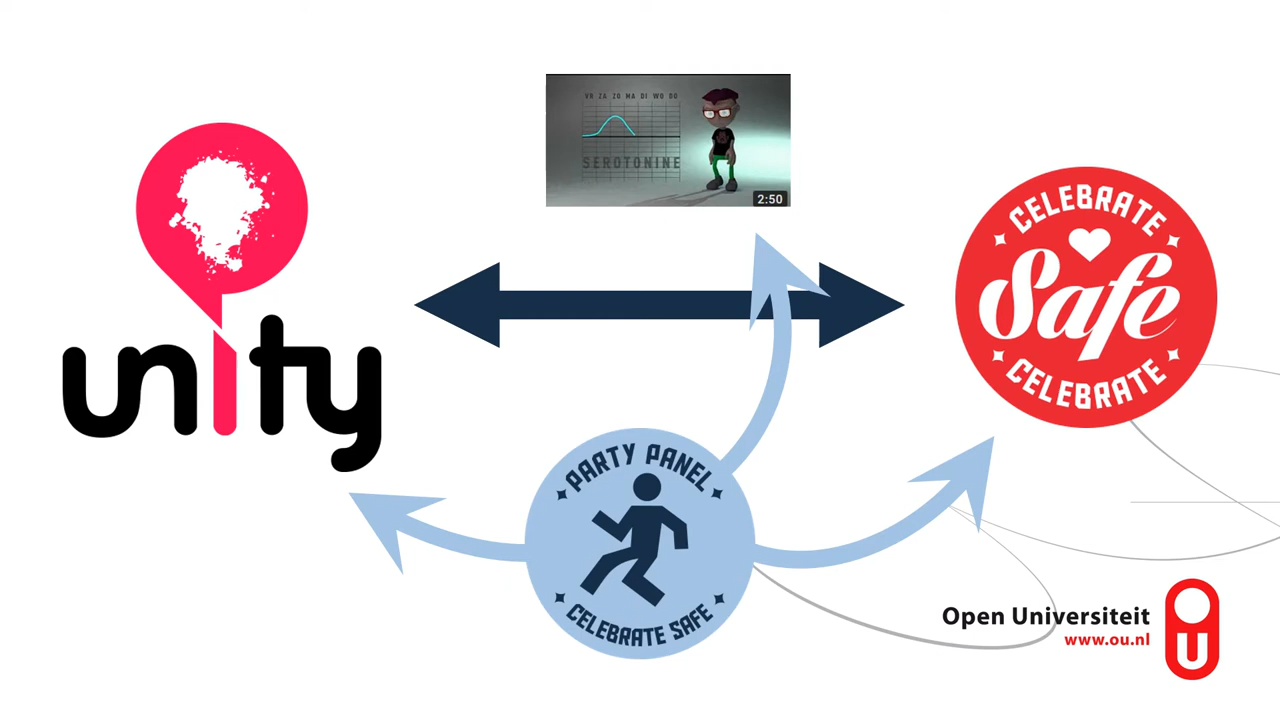 VR ZA ZO MA DI WO DO
SEROTONINE
2:50
unity
CELEBRATE
Safe
CELEBRATE
PARTY PANEL
CELEBRATE SAFE
Open Universiteit
www.ou.nl
U